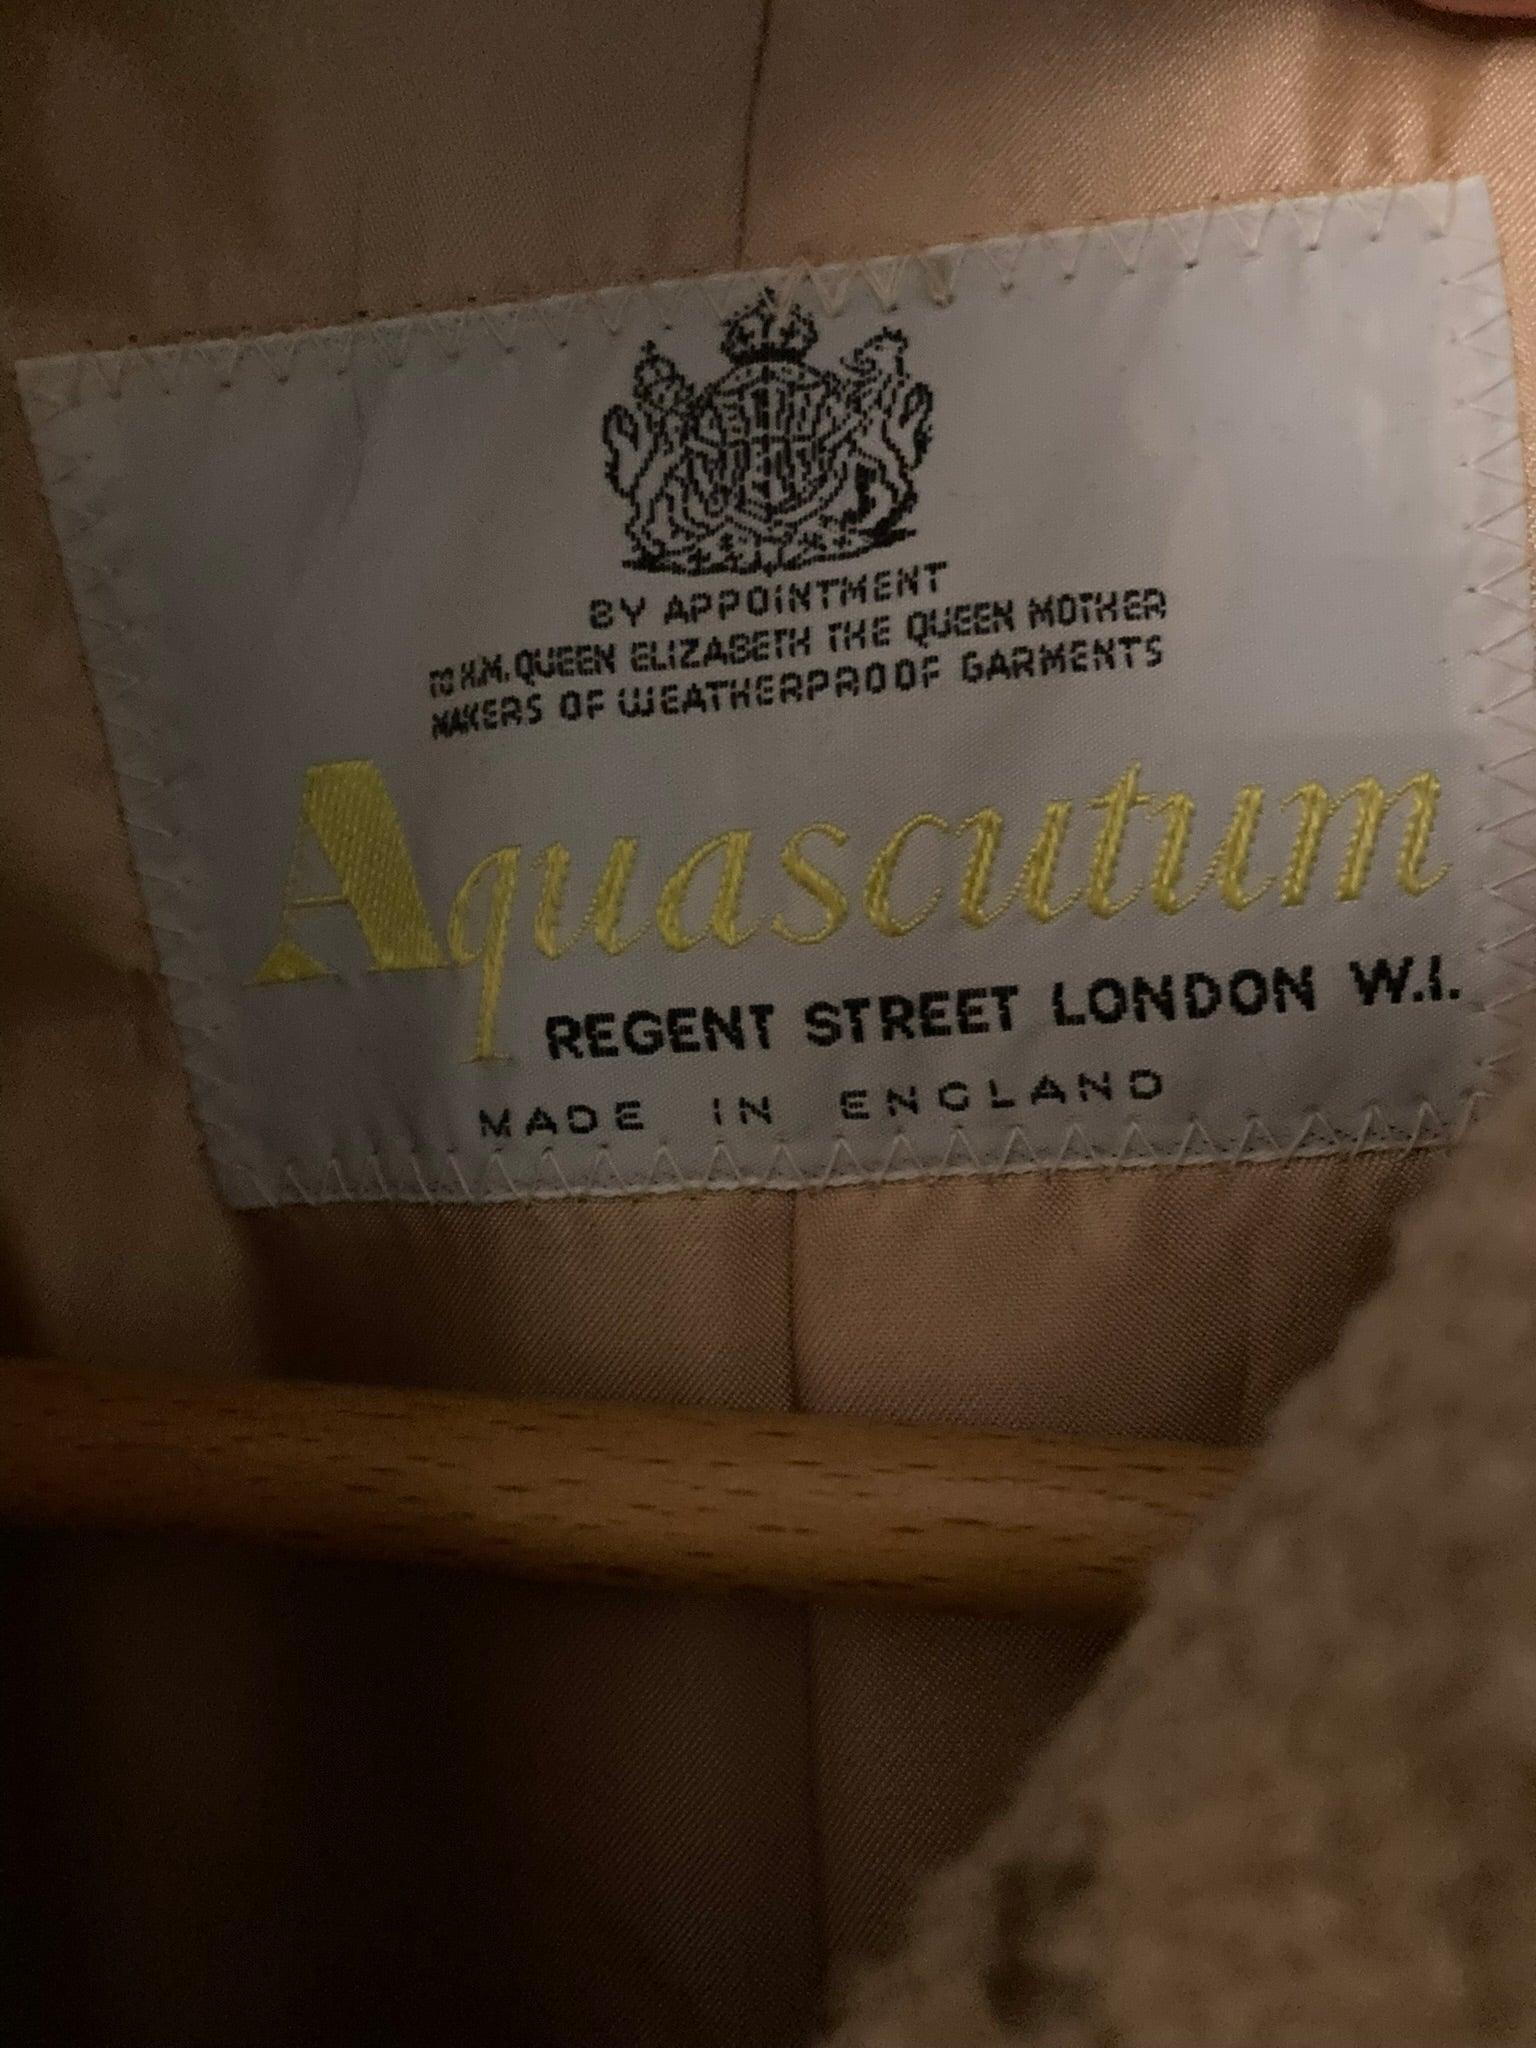 BY APPOINTMENT
TO H.M. QUEEN ELIZABETH THE QUEEN MOTHER
MAKERS OF WEATHERPROOF GARMENTS
Aquascutum
REGENT STREET LONDON W.I.
MADE IN ENGLAND